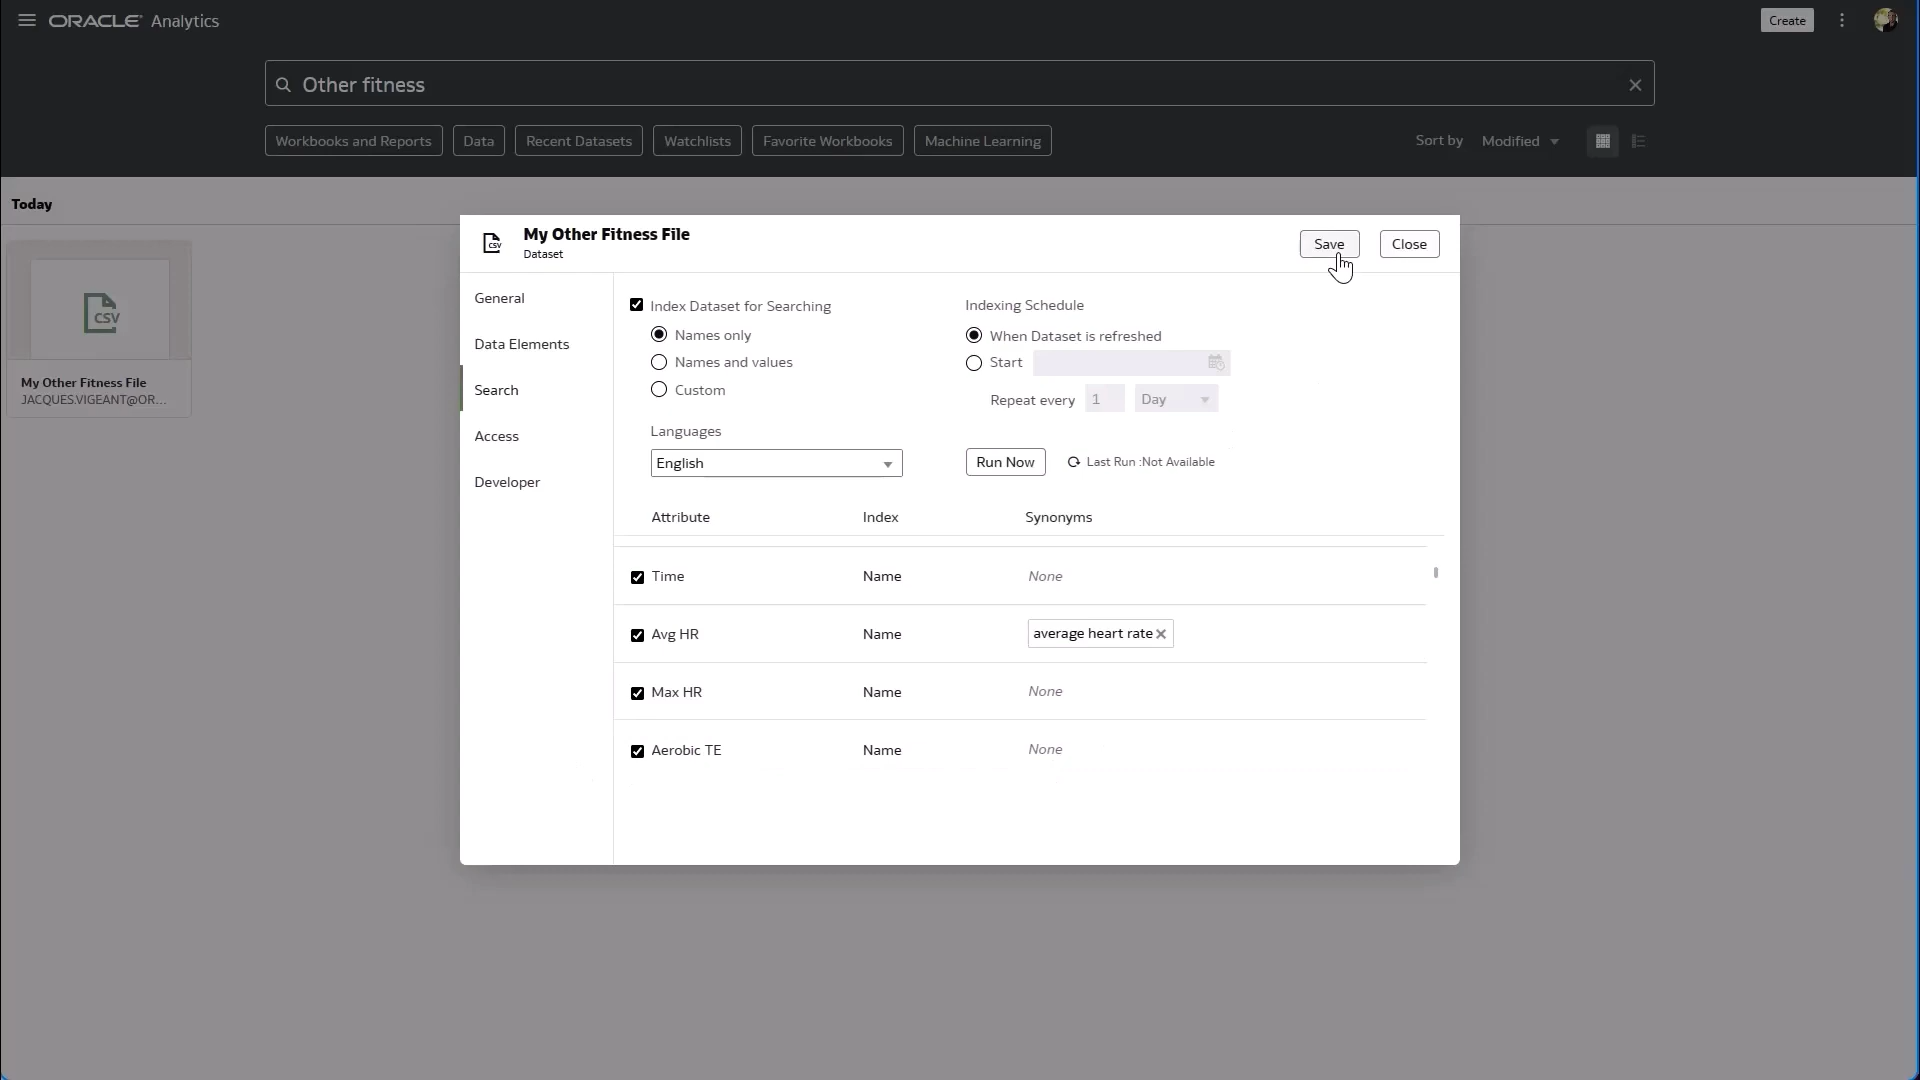 ORACLE Analytics
Create
Other fitness
Workbooks and Reports
Data
Recent Datasets
Watchlists
Favorite Workbooks
Machine Learning
Sort by
Modified
Today
CSV
My Other Fitness File
JACQUES.VIGEANT@OR...
CSV
My Other Fitness File
Dataset
Save
Close
General
Data Elements
Search
Access
Developer
Index Dataset for Searching
Names only
Names and values
Custom
Languages
English
Indexing Schedule
When Dataset is refreshed
Start
Repeat every 1 Day
Run Now
Last Run :Not Available
Attribute Index Synonyms
Time Name None
Avg HR Name average heart rate
Max HR Name None
Aerobic TE Name None